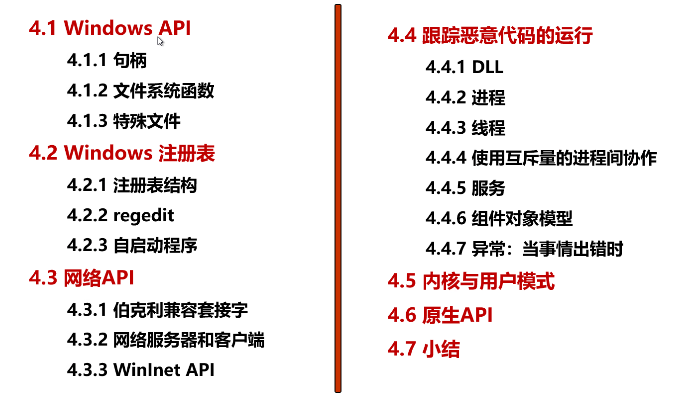 4.1 Windows API
4.1.1 句柄
4.1.2 文件系统函数
4.1.3 特殊文件
4.2 Windows 注册表
4.2.1 注册表结构
4.2.2 regedit
4.2.3 自启动程序
4.3 网络API
4.3.1 伯克利兼容套接字
4.3.2 网络服务器和客户端
4.3.3 WinInet API
4.4 跟踪恶意代码的运行
4.4.1 DLL
4.4.2 进程
4.4.3 线程
4.4.4 使用互斥量的进程间协作
4.4.5 服务
4.4.6 组件对象模型
4.4.7 异常：当事情出错时
4.5 内核与用户模式
4.6 原生API
4.7 小结